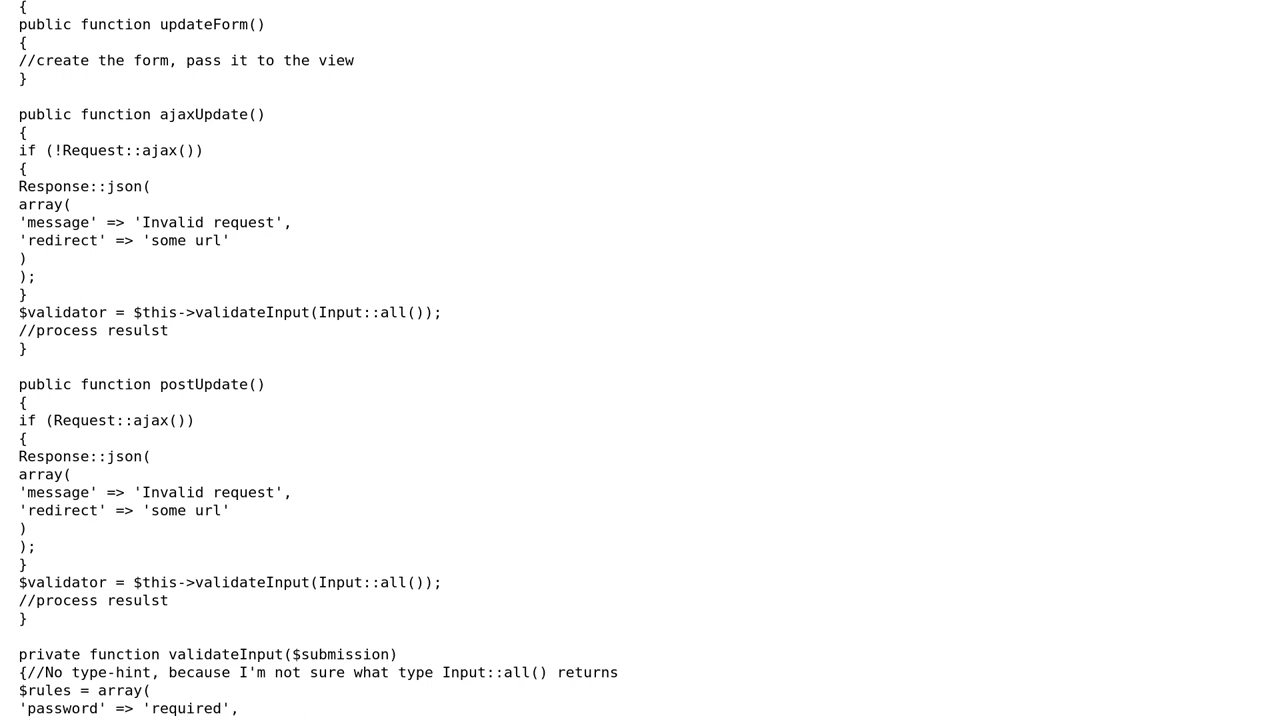 {
public function updateForm()
{
//create the form, pass it to the view
}

public function ajaxUpdate()
{
if (!Request::ajax())
{
Response::json(
array(
'message' => 'Invalid request',
'redirect' => 'some url'
)
);
}
$validator = $this->validateInput(Input::all());
//process resulst
}

public function postUpdate()
{
if (Request::ajax())
{
Response::json(
array(
'message' => 'Invalid request',
'redirect' => 'some url'
)
);
}
$validator = $this->validateInput(Input::all());
//process resulst
}

private function validateInput($submission)
{//No type-hint, because I'm not sure what type Input::all() returns
$rules = array(
'password' => 'required',